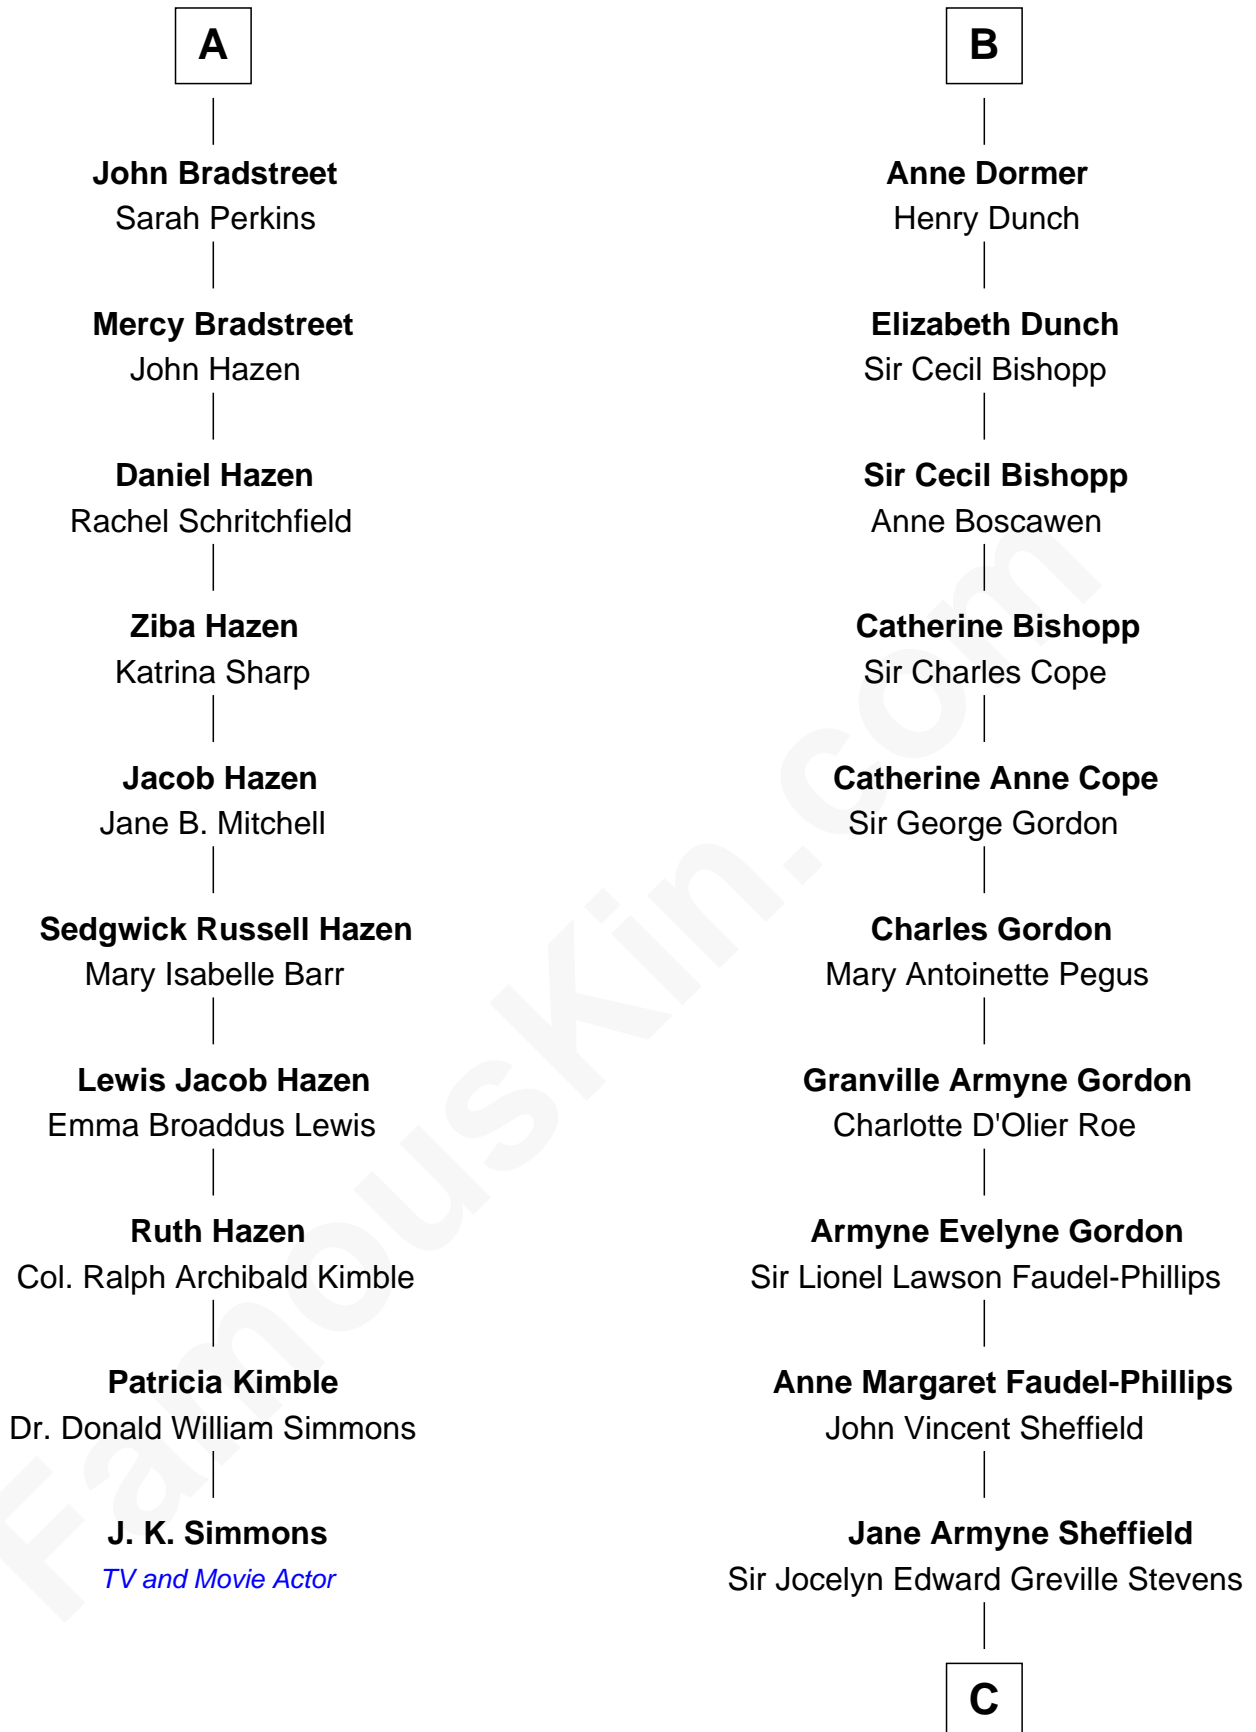 A
John Bradstreet
Sarah Perkins
Mercy Bradstreet
John Hazen
Daniel Hazen
Rachel Schritchfield
Ziba Hazen
Katrina Sharp
Jacob Hazen
Jane B. Mitchell
Sedgwick Russell Hazen
Mary Isabelle Barr
Lewis Jacob Hazen
Emma Broaddus Lewis
Ruth Hazen
Col. Ralph Archibald Kimble
Patricia Kimble
Dr. Donald William Simmons
J. K. Simmons
TV and Movie Actor
B
Anne Dormer
Henry Dunch
Elizabeth Dunch
Sir Cecil Bishopp
Sir Cecil Bishopp
Anne Boscawen
Catherine Bishopp
Sir Charles Cope
Catherine Anne Cope
Sir George Gordon
Charles Gordon
Mary Antoinette Pegus
Granville Armyne Gordon
Charlotte D'Olier Roe
Armyne Evelyne Gordon
Sir Lionel Lawson Faudel-Phillips
Anne Margaret Faudel-Phillips
John Vincent Sheffield
Jane Armyne Sheffield
Sir Jocelyn Edward Greville Stevens
C
FamousKin.com